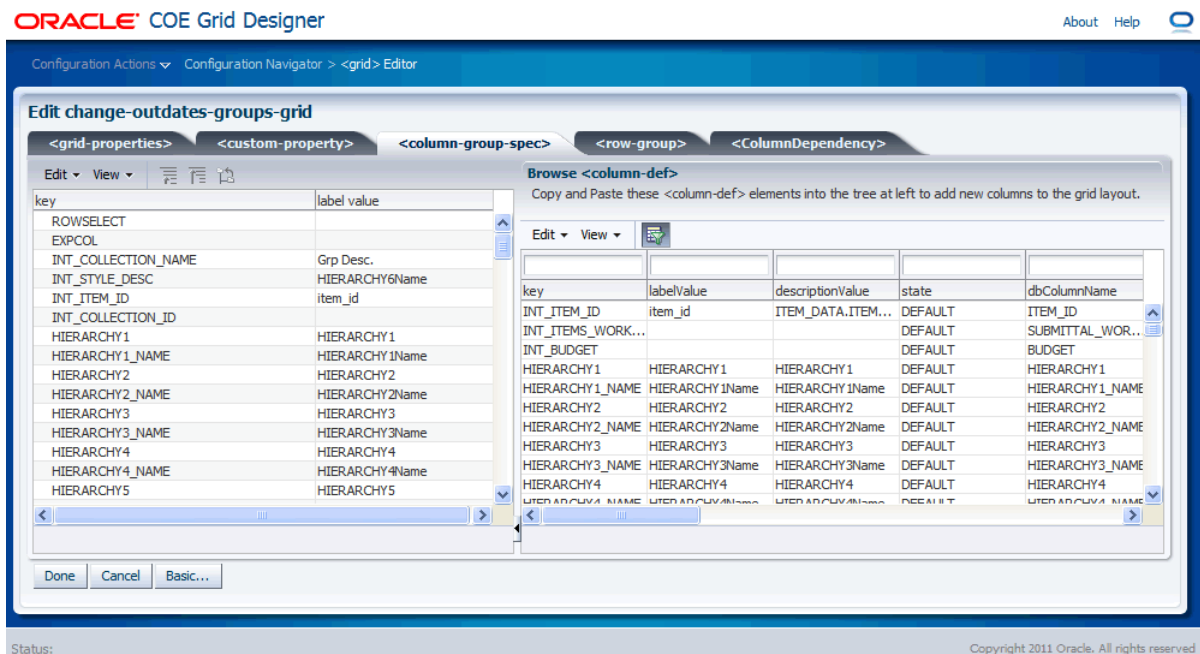 ORACLE COE Grid Designer About Help
Configuration Actions Configuration Navigator > <grid> Editor
Edit change-outdates-groups-grid
<grid-properties> <custom-property> <column-group-spec> <row-group> <ColumnDependency>
Edit View
key label value
ROWSELECT
EXPCOL
INT_COLLECTION_NAME Grp Desc.
INT_STYLE_DESC HIERARCHY6Name
INT_ITEM_ID item_id
INT_COLLECTION_ID
HIERARCHY1 HIERARCHY1
HIERARCHY1_NAME HIERARCHY1Name
HIERARCHY2 HIERARCHY2
HIERARCHY2_NAME HIERARCHY2Name
HIERARCHY3 HIERARCHY3
HIERARCHY3_NAME HIERARCHY3Name
HIERARCHY4 HIERARCHY4
HIERARCHY4_NAME HIERARCHY4Name
HIERARCHY5 HIERARCHY5
Browse <column-def>
Copy and Paste these <column-def> elements into the tree at left to add new columns to the grid layout.
Edit View
key labelValue descriptionValue state dbColumnName
INT_ITEM_ID item_id ITEM_DATA.ITEM... DEFAULT ITEM_ID
INT_ITEMS_WORK... DEFAULT SUBMITTAL_WOR...
INT_BUDGET DEFAULT BUDGET
HIERARCHY1 HIERARCHY1 HIERARCHY1 DEFAULT HIERARCHY1
HIERARCHY1_NAME HIERARCHY1Name HIERARCHY1Name DEFAULT HIERARCHY1_NAME
HIERARCHY2 HIERARCHY2 HIERARCHY2 DEFAULT HIERARCHY2
HIERARCHY2_NAME HIERARCHY2Name HIERARCHY2Name DEFAULT HIERARCHY2_NAME
HIERARCHY3 HIERARCHY3 HIERARCHY3 DEFAULT HIERARCHY3
HIERARCHY3_NAME HIERARCHY3Name HIERARCHY3Name DEFAULT HIERARCHY3_NAME
HIERARCHY4 HIERARCHY4 HIERARCHY4 DEFAULT HIERARCHY4
HIERARCHY4_NAME HIERARCHY4Name HIERARCHY4Name DEFAULT HIERARCHY4_NAME
Done Cancel Basic...
Status: Copyright 2011 Oracle. All rights reserved